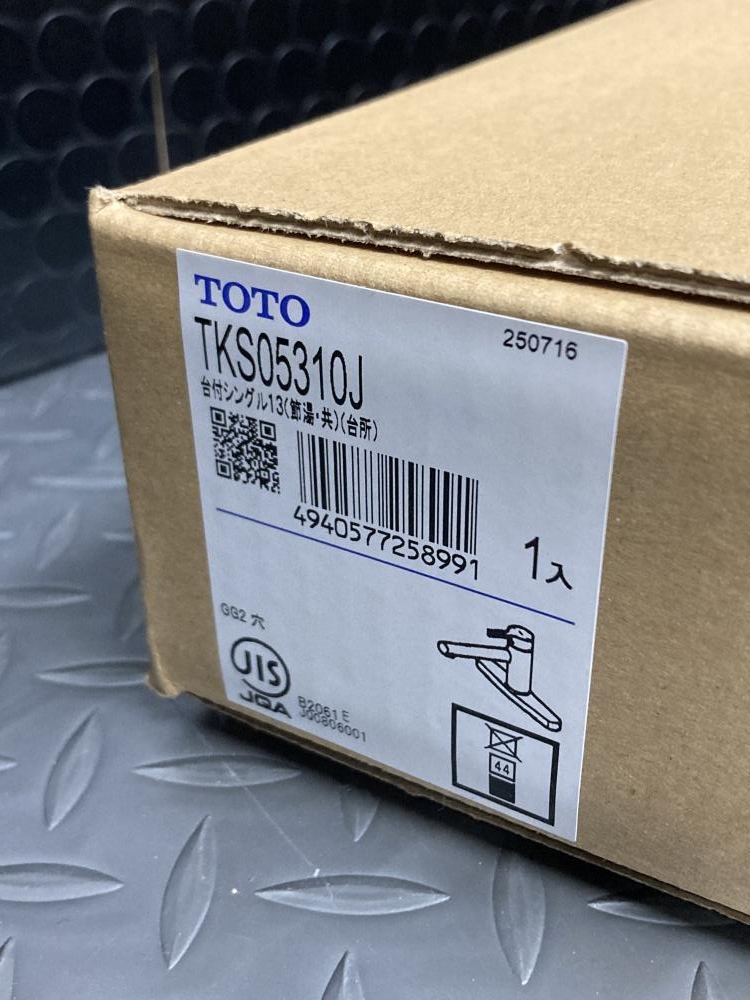 TOTO
250716
TKS05310J
台付シングル13(節湯・共)(台所)
4940577258991
1入
GG2 穴
JIS
JQA
B2061 E
JQ0806001
44